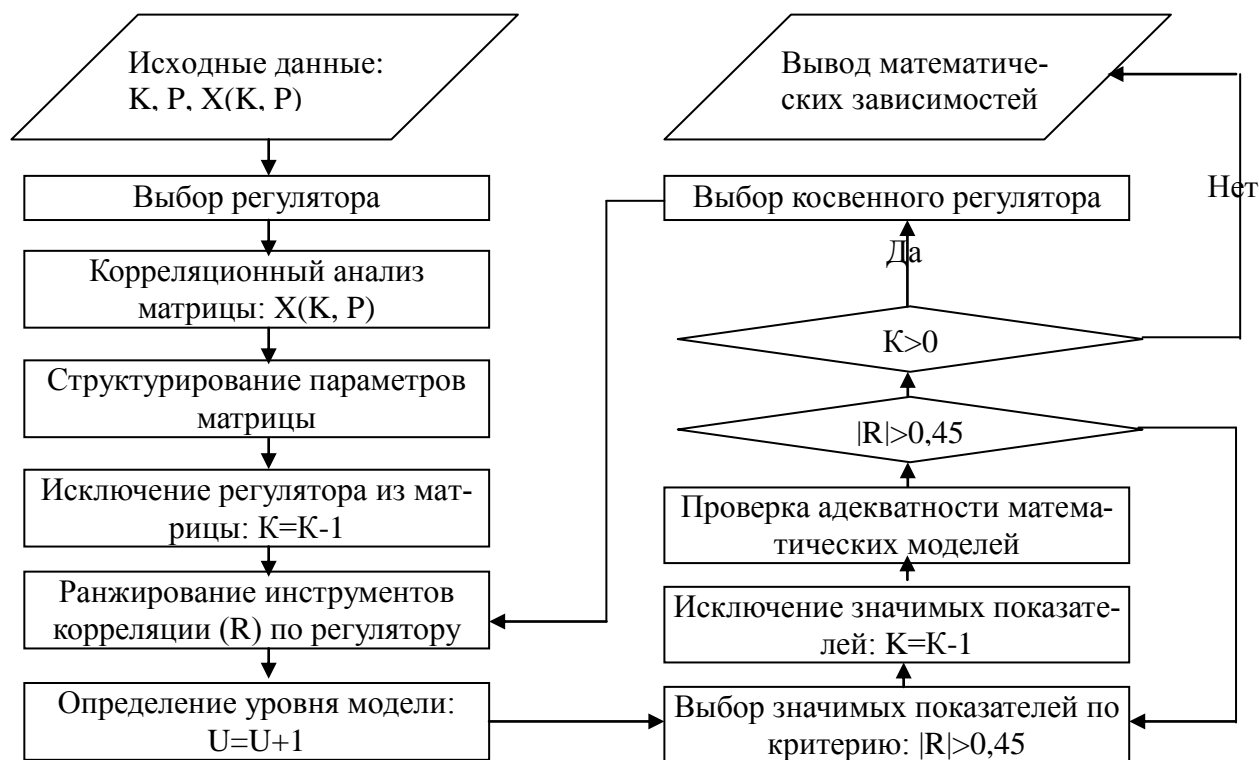 Исходные данные:
K, P, X(K, P)
Выбор регулятора
Корреляционный анализ
матрицы: X(K, P)
Структурирование параметров
матрицы
Исключение регулятора из мат-
рицы: К=К-1
Ранжирование инструментов
корреляции (R) по регулятору
Определение уровня модели:
U=U+1
Вывод математиче-
ских зависимостей
Нет
Выбор косвенного регулятора
Да
К>0
|R|>0,45
Проверка адекватности матема-
тических моделей
Исключение значимых показате-
лей: К=К-1
Выбор значимых показателей по
критерию: |R|>0,45